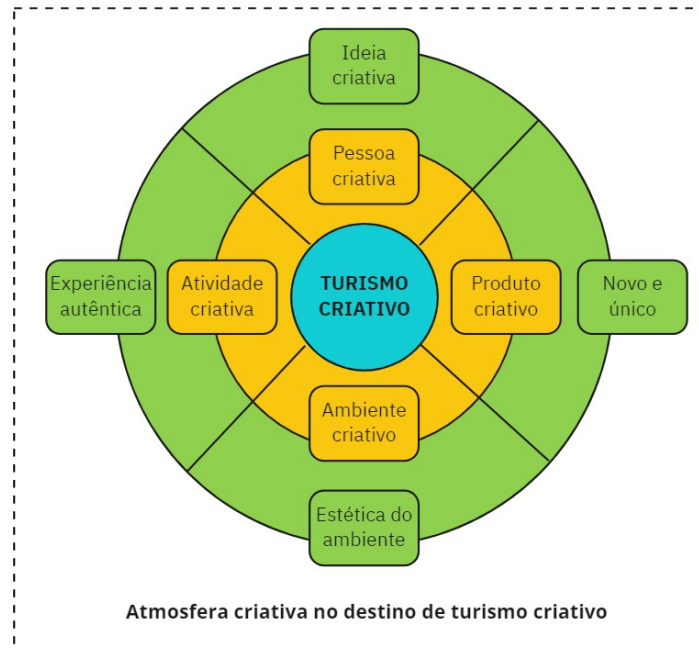 Ideia
criativa
Pessoa
criativa
Experiência
autêntica
Atividade
criativa
TURISMO
CRIATIVO
Produto
criativo
Novo e
único
Ambiente
criativo
Estética do
ambiente
Atmosfera criativa no destino de turismo criativo